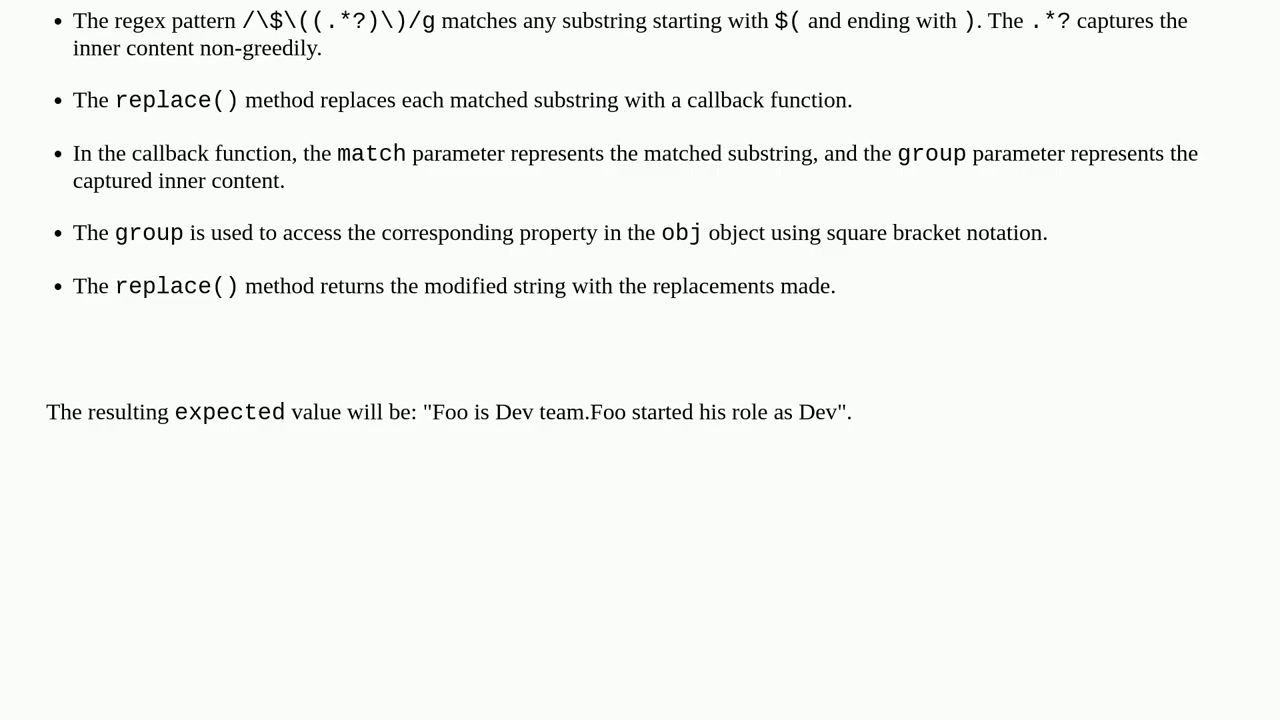 • The regex pattern /\$\((.*?)\)/g matches any substring starting with $( and ending with ). The .*? captures the
inner content non-greedily.
• The replace() method replaces each matched substring with a callback function.
• In the callback function, the match parameter represents the matched substring, and the group parameter represents the
captured inner content.
• The group is used to access the corresponding property in the obj object using square bracket notation.
• The replace() method returns the modified string with the replacements made.
The resulting expected value will be: "Foo is Dev team.Foo started his role as Dev".